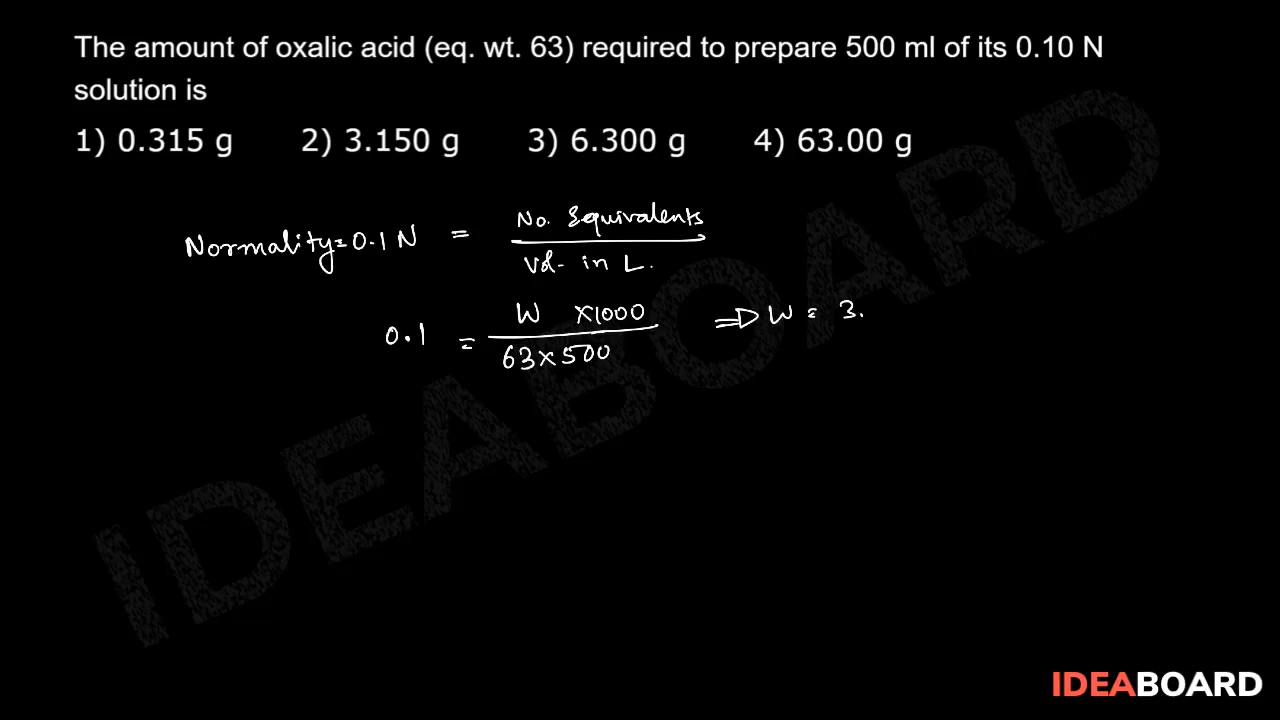 The amount of oxalic acid (eq. wt. 63) required to prepare 500 ml of its 0.10 N
solution is
1) 0.315 g 2) 3.150 g 3) 6.300 g 4) 63.00 g
Normality=0.1 N = No. Equivalents
Vol- in L.
0.1 = W X1000 ⇒ W = 3.
63×500
IDEABOARD
IDEABOARD